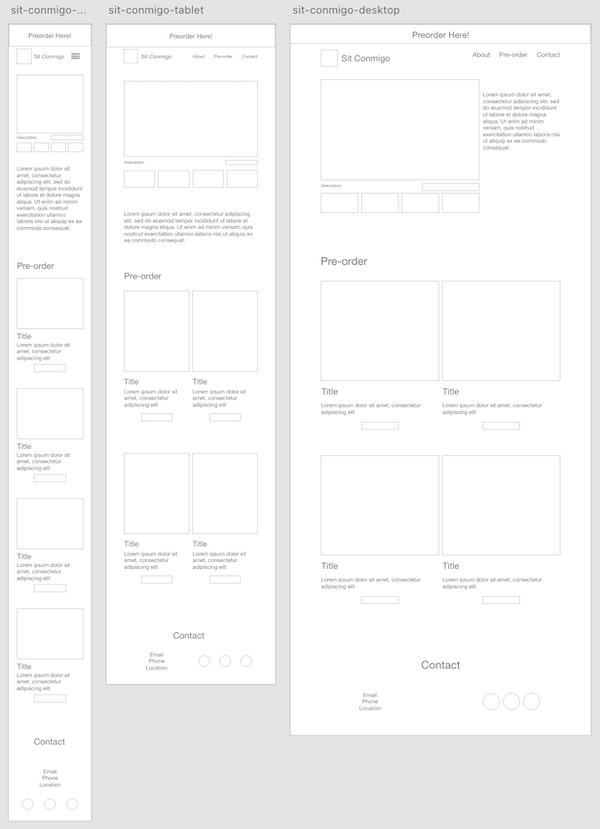 sit-conmigo-...
Preorder Here!
Sit Conmigo
Description
Lorem ipsum dolor sit
amet, consectetur
adipiscing elit, sed do
eiusmod tempor incididunt
ut labore et dolore magna
aliqua. Ut enim ad minim
veniam, quis nostrud
exercitation ullamco
laboris nisi ut aliquip ex ea
commodo consequat.
Pre-order
Title
Lorem ipsum dolor sit
amet, consectetur
adipiscing elit
Title
Lorem ipsum dolor sit
amet, consectetur
adipiscing elit
Title
Lorem ipsum dolor sit
amet, consectetur
adipiscing elit
Title
Lorem ipsum dolor sit
amet, consectetur
adipiscing elit
Contact
Email
Phone
Location
sit-conmigo-tablet
Preorder Here!
Sit Conmigo
About Pre-order Contact
Description
Lorem ipsum dolor sit amet, consectetur adipiscing elit,
sed do eiusmod tempor incididunt ut labore et dolore
magna aliqua. Ut enim ad minim veniam, quis nostrud
exercitation ullamco laboris nisi ut aliquip ex ea
commodo consequat.
Pre-order
Title
Lorem ipsum dolor sit
amet, consectetur
adipiscing elit
Title
Lorem ipsum dolor sit
amet, consectetur
adipiscing elit
Title
Lorem ipsum dolor sit
amet, consectetur
adipiscing elit
Title
Lorem ipsum dolor sit
amet, consectetur
adipiscing elit
Contact
Email
Phone
Location
sit-conmigo-desktop
Preorder Here!
Sit Conmigo
About Pre-order Contact
Lorem ipsum dolor sit amet,
consectetur adipiscing elit,
sed do eiusmod tempor
incididunt ut labore et dolore magna
aliqua. Ut enim ad minim
veniam, quis nostrud
exercitation ullamco laboris
nisi ut aliquip ex ea commodo
consequat.
Description
Pre-order
Title
Lorem ipsum dolor sit amet, consectetur
adipiscing elit
Title
Lorem ipsum dolor sit amet, consectetur
adipiscing elit
Title
Lorem ipsum dolor sit amet, consectetur
adipiscing elit
Title
Lorem ipsum dolor sit amet, consectetur
adipiscing elit
Contact
Email
Phone
Location